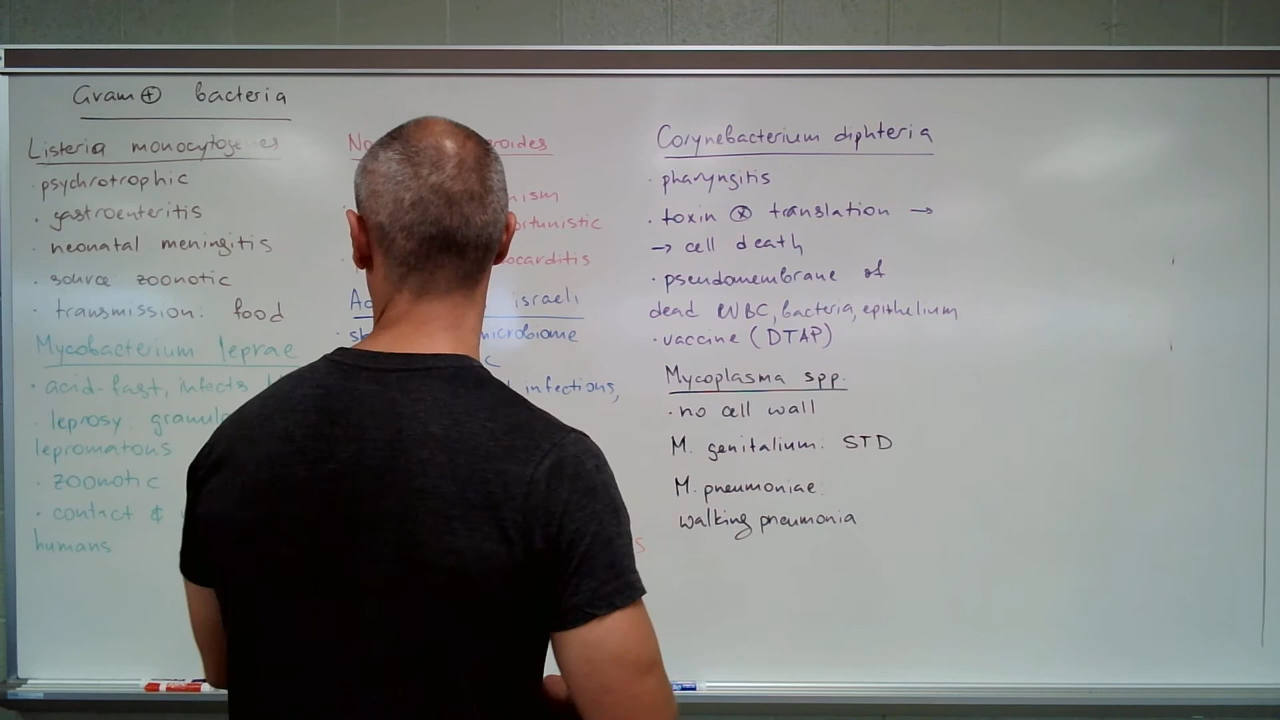 Gram ⊕ bacteria
Listeria monocytogenes
· psychrotrophic
· gastroenteritis
· neonatal meningitis
· source zoonotic
· transmission: food
Mycobacterium leprae
· acid-fast, infects
· leprosy: granul
lepromatous
· zoonotic
· contact
humans
No roides
nism
ortunistic
ocarditis
Ac israeli
· sk microbiome
c
infections,
s
Corynebacterium diphteria
· pharyngitis
· toxin ⊗ translation →
→ cell death
· pseudomembrane of
dead WBC, bacteria, epithelium
· vaccine (DTAP)
Mycoplasma spp.
· no cell wall
M. genitalium: STD
M. pneumoniae:
walking pneumonia